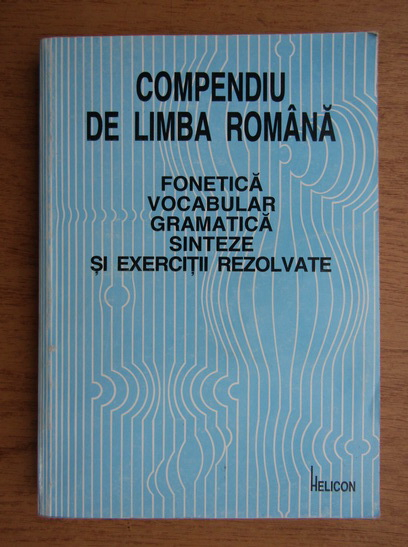 COMPENDIU
DE LIMBA ROMÂNĂ
FONETICĂ
VOCABULAR
GRAMATICĂ
SINTEZE
ȘI EXERCIȚII REZOLVATE
HELICON